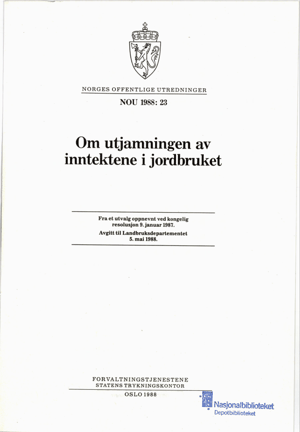 NORGES OFFENTLIGE UTREDNINGER
NOU 1988: 23
Om utjamningen av
inntektene i jordbruket
Fra et utvalg oppnevnt ved kongelig
resolusjon 9. januar 1987.
Avgitt til Landbruksdepartementet
5. mai 1988.
FORVALTNINGSTJENESTENE
STATENS TRYKNINGSKONTOR
OSLO 1988
Nasjonalbiblioteket
Depotbiblioteket